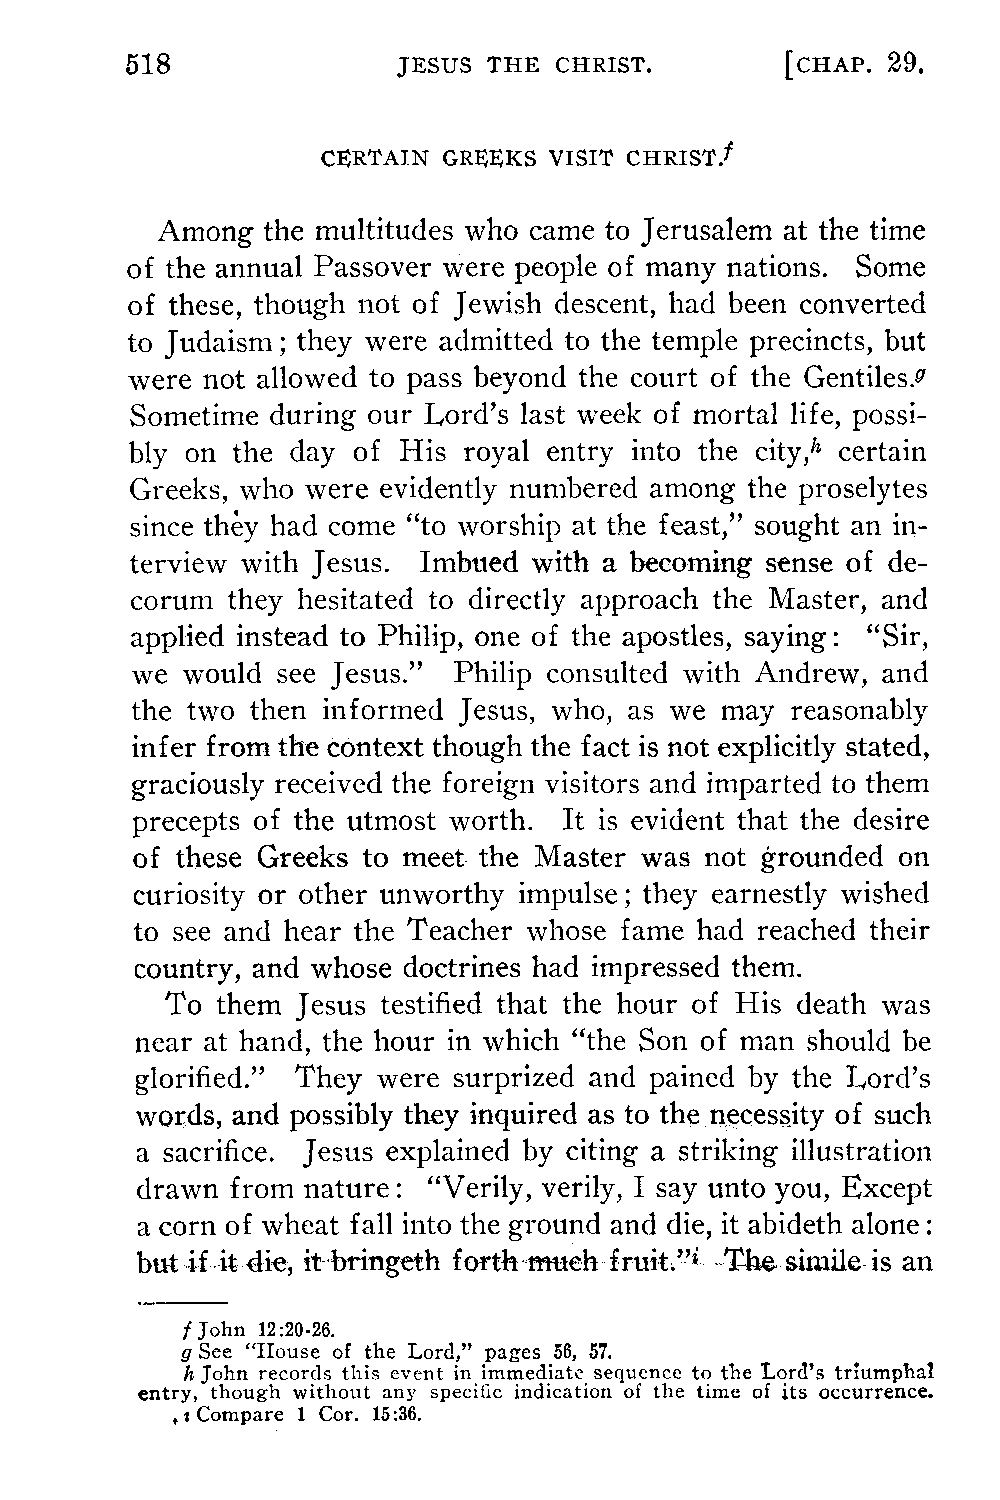 518 JESUS THE CHRIST. [CHAP. 29.
CERTAIN GREEKS VISIT CHRIST.f
Among the multitudes who came to Jerusalem at the time
of the annual Passover were people of many nations. Some
of these, though not of Jewish descent, had been converted
to Judaism; they were admitted to the temple precincts, but
were not allowed to pass beyond the court of the Gentiles.g
Sometime during our Lord's last week of mortal life, possi-
bly on the day of His royal entry into the city,h certain
Greeks, who were evidently numbered among the proselytes
since they had come "to worship at the feast," sought an in-
terview with Jesus. Imbued with a becoming sense of de-
corum they hesitated to directly approach the Master, and
applied instead to Philip, one of the apostles, saying: "Sir,
we would see Jesus." Philip consulted with Andrew, and
the two then informed Jesus, who, as we may reasonably
infer from the context though the fact is not explicitly stated,
graciously received the foreign visitors and imparted to them
precepts of the utmost worth. It is evident that the desire
of these Greeks to meet the Master was not grounded on
curiosity or other unworthy impulse; they earnestly wished
to see and hear the Teacher whose fame had reached their
country, and whose doctrines had impressed them.
To them Jesus testified that the hour of His death was
near at hand, the hour in which "the Son of man should be
glorified." They were surprized and pained by the Lord's
words, and possibly they inquired as to the necessity of such
a sacrifice. Jesus explained by citing a striking illustration
drawn from nature: "Verily, verily, I say unto you, Except
a corn of wheat fall into the ground and die, it abideth alone:
but if it die, it bringeth forth much fruit."i The simile is an
f John 12:20-26.
g See "House of the Lord," pages 56, 57.
h John records this event in immediate sequence to the Lord's triumphal
entry, though without any specific indication of the time of its occurrence.
i Compare 1 Cor. 15:36.